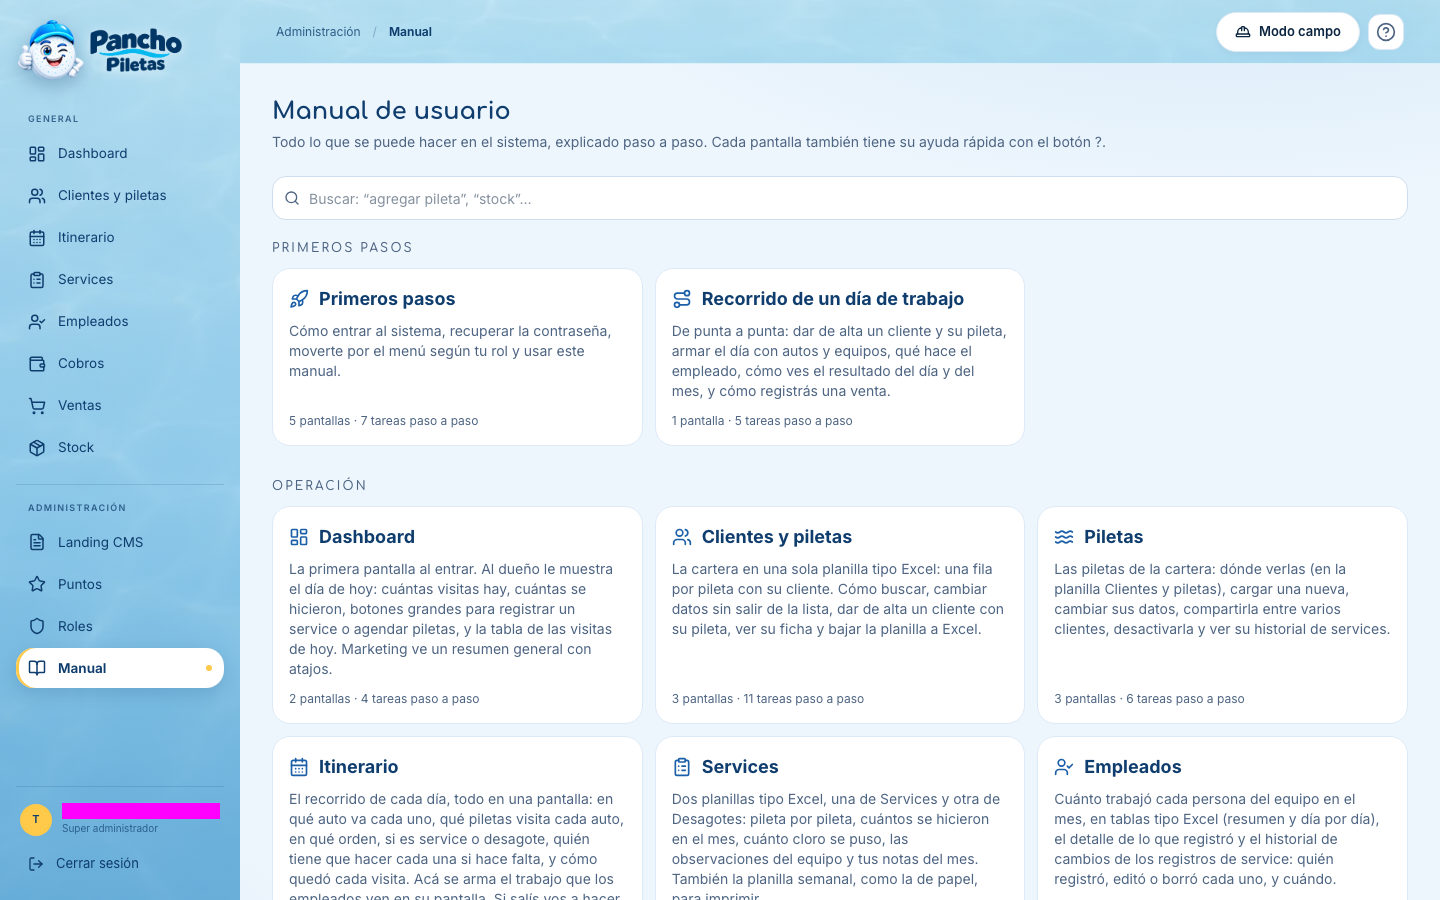 Pancho
Piletas
GENERAL
Dashboard
Clientes y piletas
Itinerario
Services
Empleados
Cobros
Ventas
Stock
ADMINISTRACIÓN
Landing CMS
Puntos
Roles
Manual
T
Super administrador
Cerrar sesión
Administración / Manual
Modo campo
Manual de usuario
Todo lo que se puede hacer en el sistema, explicado paso a paso. Cada pantalla también tiene su ayuda rápida con el botón ?.
Buscar: “agregar pileta”, “stock”...
PRIMEROS PASOS
Primeros pasos
Cómo entrar al sistema, recuperar la contraseña,
moverte por el menú según tu rol y usar este
manual.
5 pantallas · 7 tareas paso a paso
Recorrido de un día de trabajo
De punta a punta: dar de alta un cliente y su pileta,
armar el día con autos y equipos, qué hace el
empleado, cómo ves el resultado del día y del
mes, y cómo registrás una venta.
1 pantalla · 5 tareas paso a paso
OPERACIÓN
Dashboard
La primera pantalla al entrar. Al dueño le muestra
el día de hoy: cuántas visitas hay, cuántas se
hicieron, botones grandes para registrar un
service o agendar piletas, y la tabla de las visitas
de hoy. Marketing ve un resumen general con
atajos.
2 pantallas · 4 tareas paso a paso
Clientes y piletas
La cartera en una sola planilla tipo Excel: una fila
por pileta con su cliente. Cómo buscar, cambiar
datos sin salir de la lista, dar de alta un cliente con
su pileta, ver su ficha y bajar la planilla a Excel.
3 pantallas · 11 tareas paso a paso
Piletas
Las piletas de la cartera: dónde verlas (en la
planilla Clientes y piletas), cargar una nueva,
cambiar sus datos, compartirla entre varios
clientes, desactivarla y ver su historial de services.
3 pantallas · 6 tareas paso a paso
Itinerario
El recorrido de cada día, todo en una pantalla: en
qué auto va cada uno, qué piletas visita cada auto,
en qué orden, si es service o desagote, quién
tiene que hacer cada una si hace falta, y cómo
quedó cada visita. Acá se arma el trabajo que los
empleados ven en su pantalla. Si salís vos a hacer
Services
Dos planillas tipo Excel, una de Services y otra de
Desagotes: pileta por pileta, cuántos se hicieron
en el mes, cuánto cloro se puso, las
observaciones del equipo y tus notas del mes.
También la planilla semanal, como la de papel,
para imprimir.
Empleados
Cuánto trabajó cada persona del equipo en el
mes, en tablas tipo Excel (resumen y día por día),
el detalle de lo que registró y el historial de
cambios de los registros de service: quién
registró, editó o borró cada uno, y cuándo.